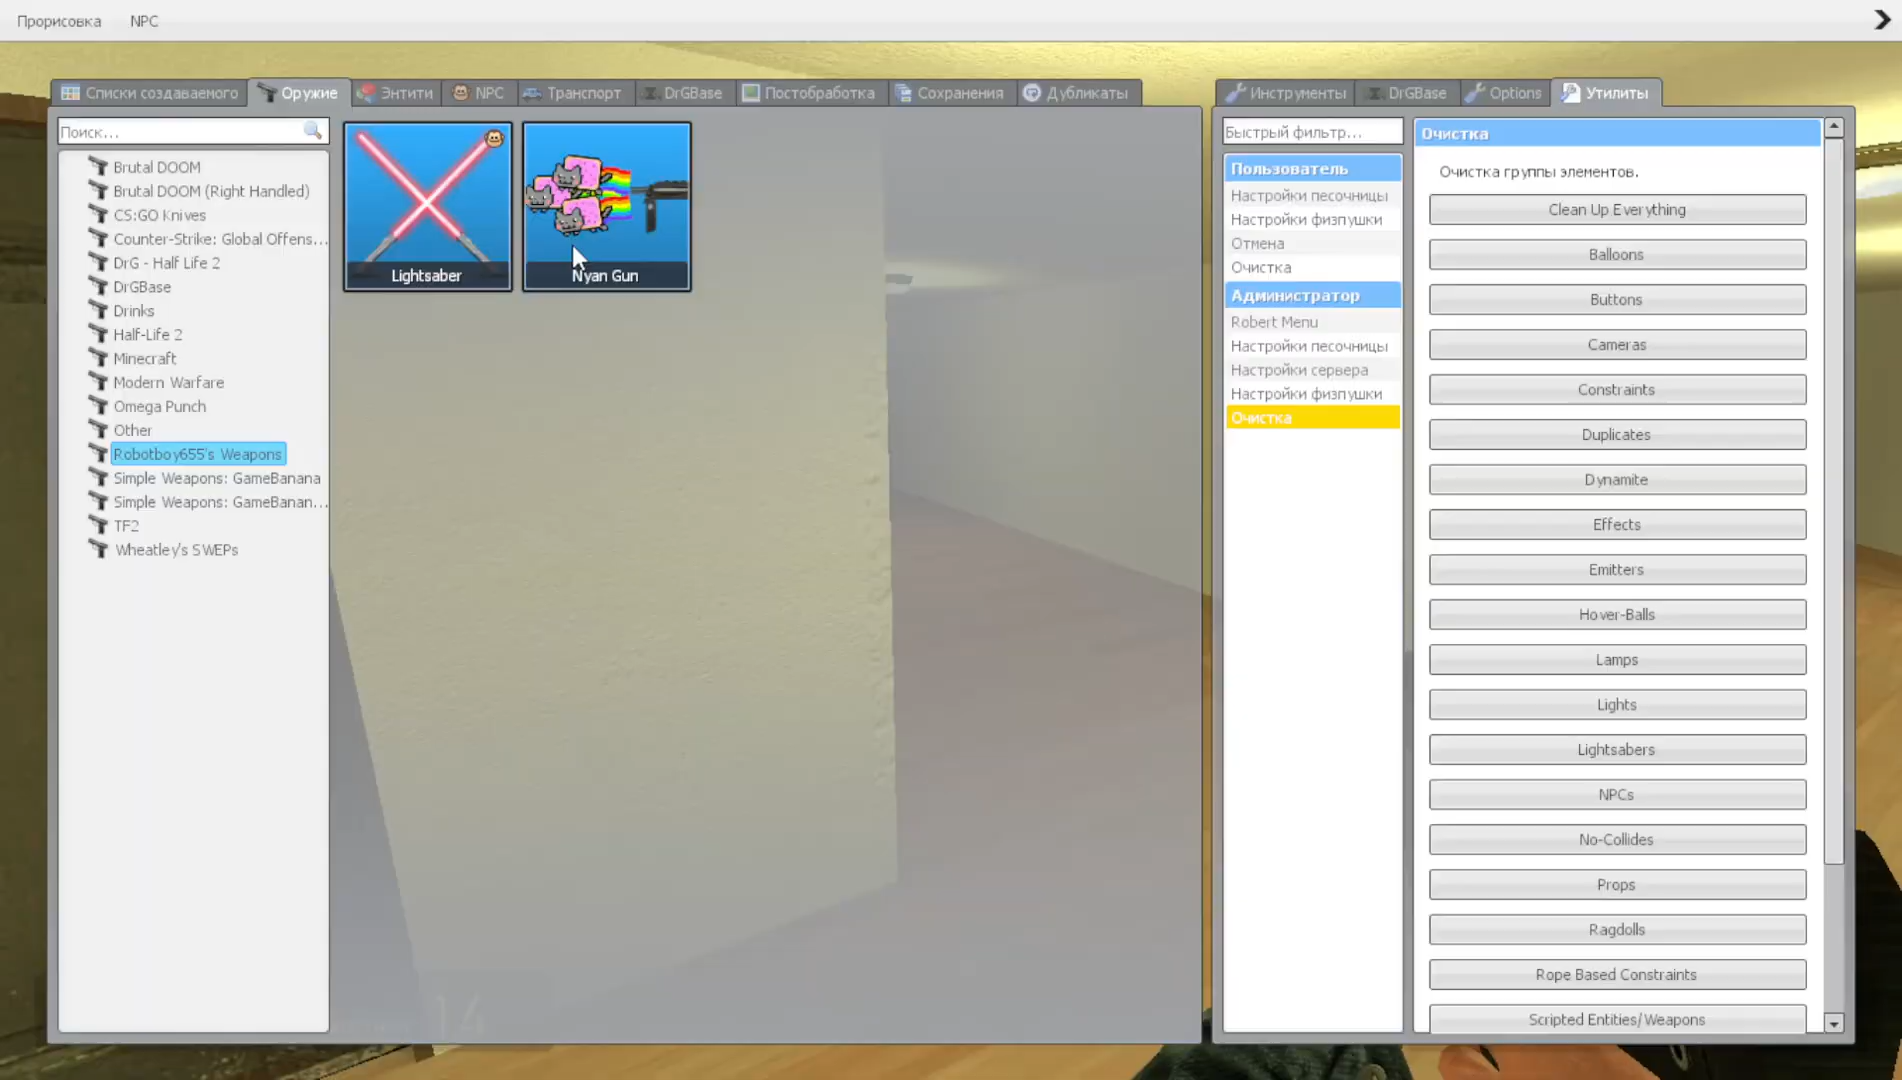 Прорисовка NPC
Списки создаваемого Оружие Энтити NPC Транспорт DrGBase Постобработка Сохранения Дубликаты
Поиск...
Brutal DOOM
Brutal DOOM (Right Handled)
CS:GO Knives
Counter-Strike: Global Offens...
DrG - Half Life 2
DrGBase
Drinks
Half-Life 2
Minecraft
Modern Warfare
Omega Punch
Other
Robotboy655's Weapons
Simple Weapons: GameBanana
Simple Weapons: GameBanan...
TF2
Wheatley's SWEPs
Lightsaber
Nyan Gun
14
Инструменты DrGBase Options Утилиты
Быстрый фильтр...
Пользователь
Настройки песочницы
Настройки физпушки
Отмена
Очистка
Администратор
Robert Menu
Настройки песочницы
Настройки сервера
Настройки физпушки
Очистка
Очистка
Очистка группы элементов.
Clean Up Everything
Balloons
Buttons
Cameras
Constraints
Duplicates
Dynamite
Effects
Emitters
Hover-Balls
Lamps
Lights
Lightsabers
NPCs
No-Collides
Props
Ragdolls
Rope Based Constraints
Scripted Entities/Weapons